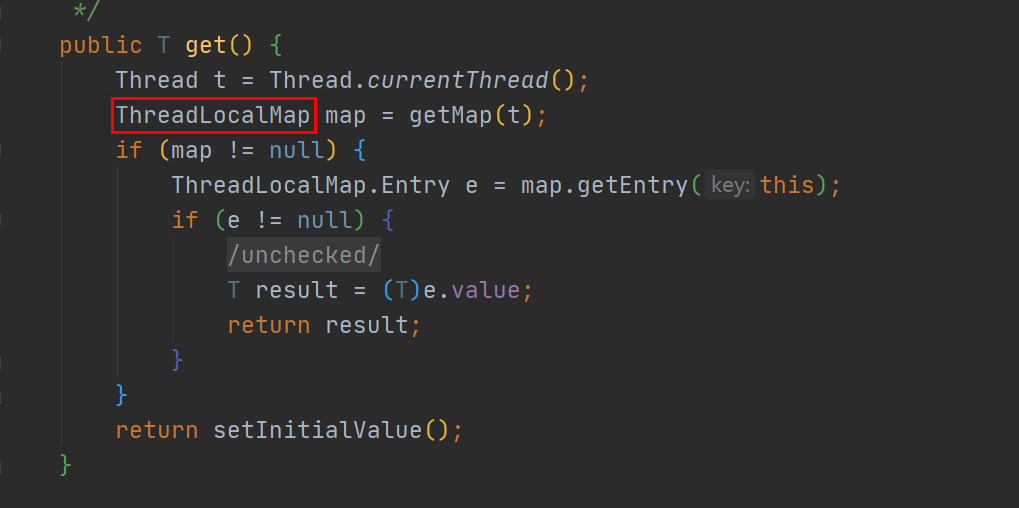 */
public T get() {
Thread t = Thread.currentThread();
ThreadLocalMap map = getMap(t);
if (map != null) {
ThreadLocalMap.Entry e = map.getEntry( key: this);
if (e != null) {
/unchecked/
T result = (T)e.value;
return result;
}
}
return setInitialValue();
}